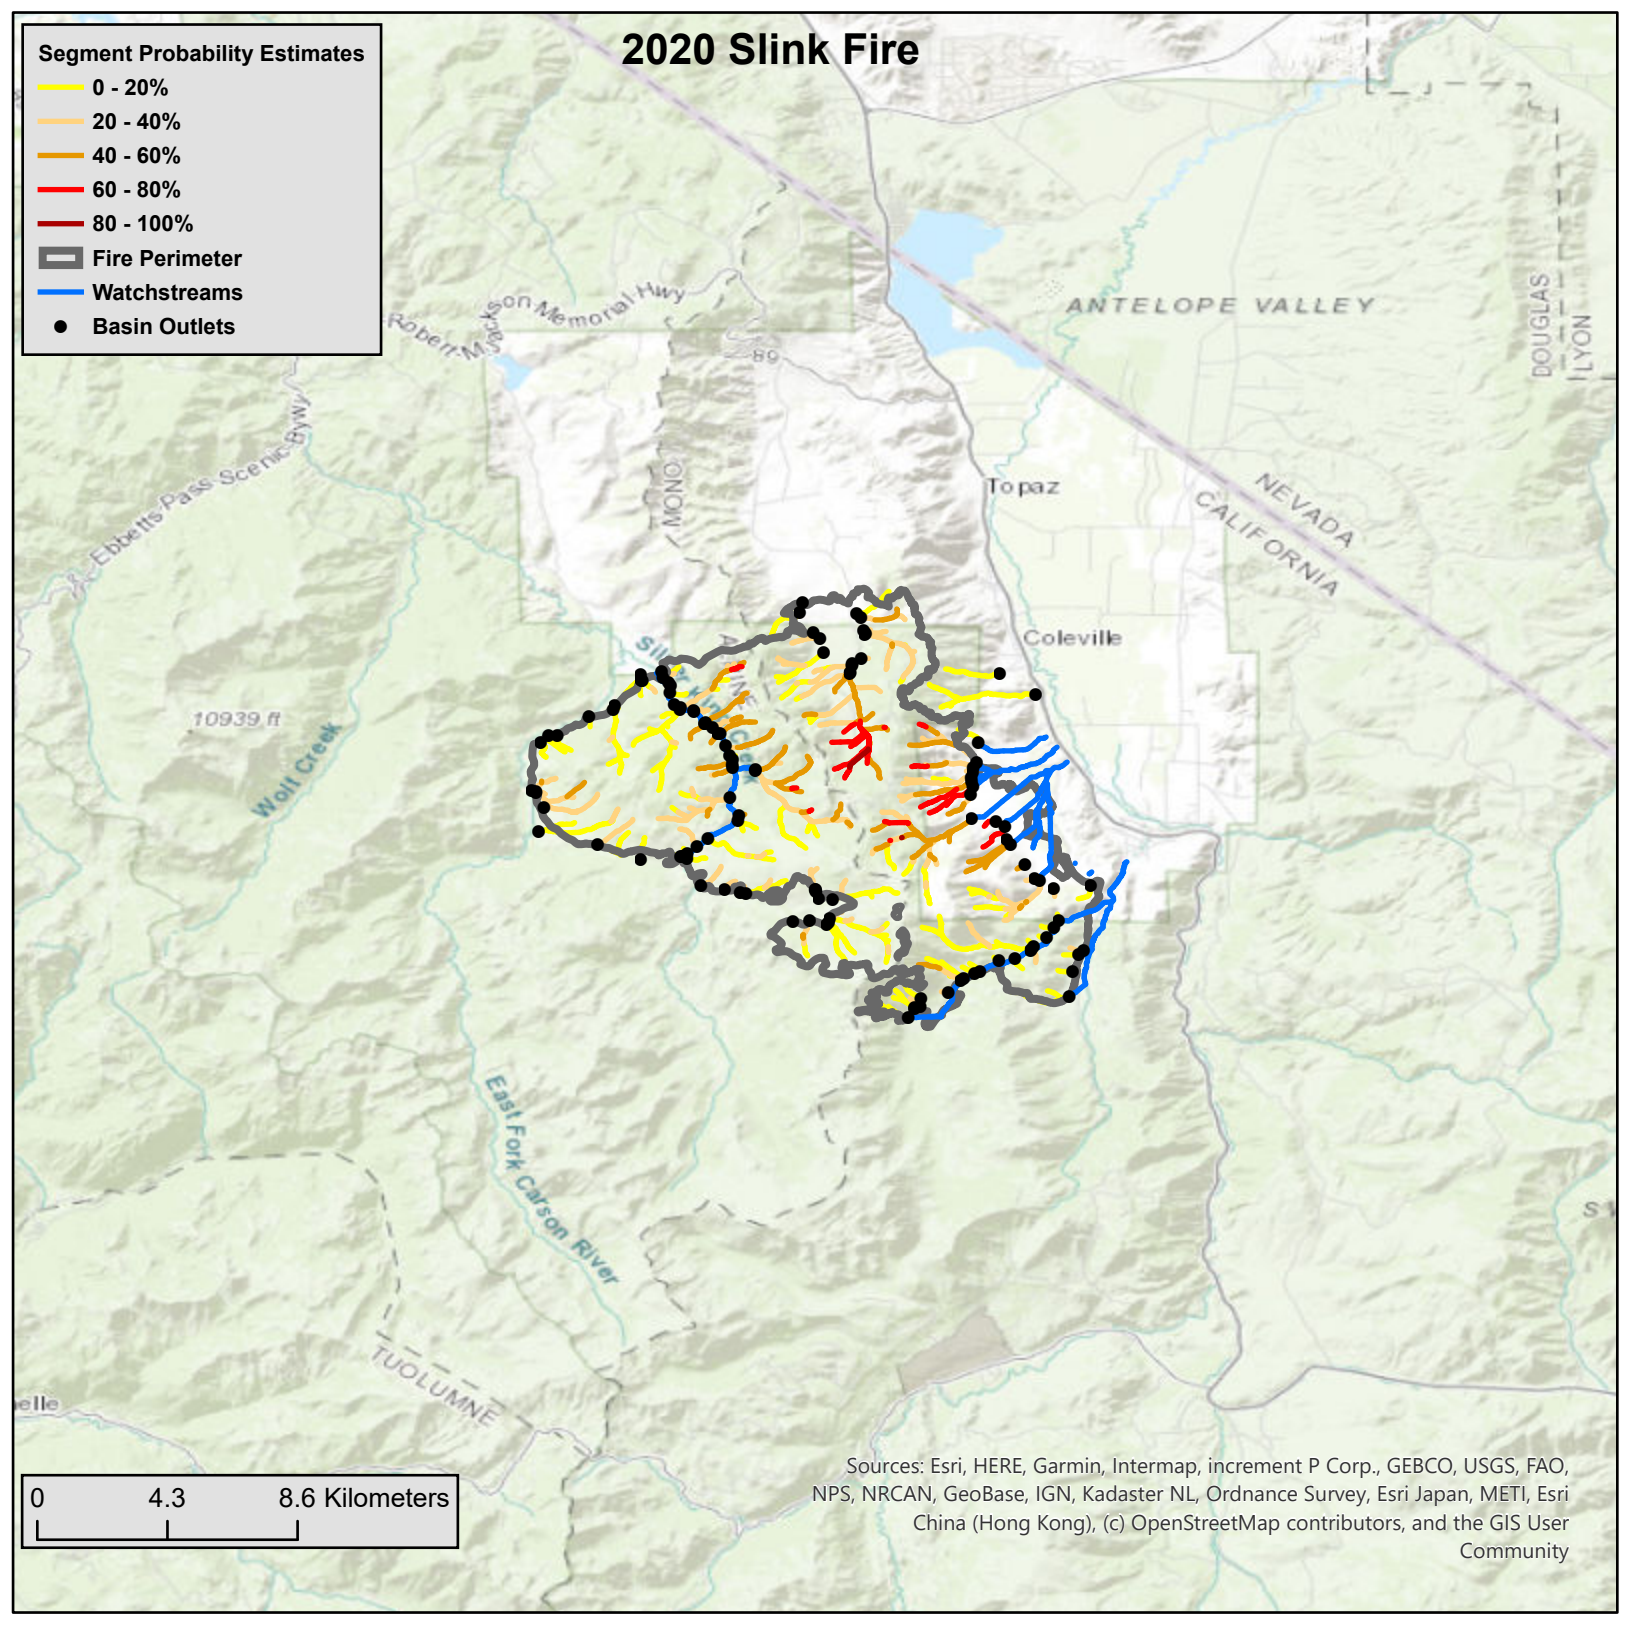 2020 Slink Fire
Segment Probability Estimates
0 - 20%
20 - 40%
40 - 60%
60 - 80%
80 - 100%
Fire Perimeter
Watchstreams
Basin Outlets
son Memorial Hwy
Robert-M
Jacks
89
ANTELOPE VALLEY
DOUGLAS
LYON
Ebbetts Pass Scenic Bywy
MONO
Topaz
NEVADA
CALIFORNIA
Coleville
10939 ft
Wolf Creek
East Fork Carson River
TUOLUMNE
elle
Sources: Esri, HERE, Garmin, Intermap, increment P Corp., GEBCO, USGS, FAO,
NPS, NRCAN, GeoBase, IGN, Kadaster NL, Ordnance Survey, Esri Japan, METI, Esri
China (Hong Kong), (c) OpenStreetMap contributors, and the GIS User
Community
0 4.3 8.6 Kilometers